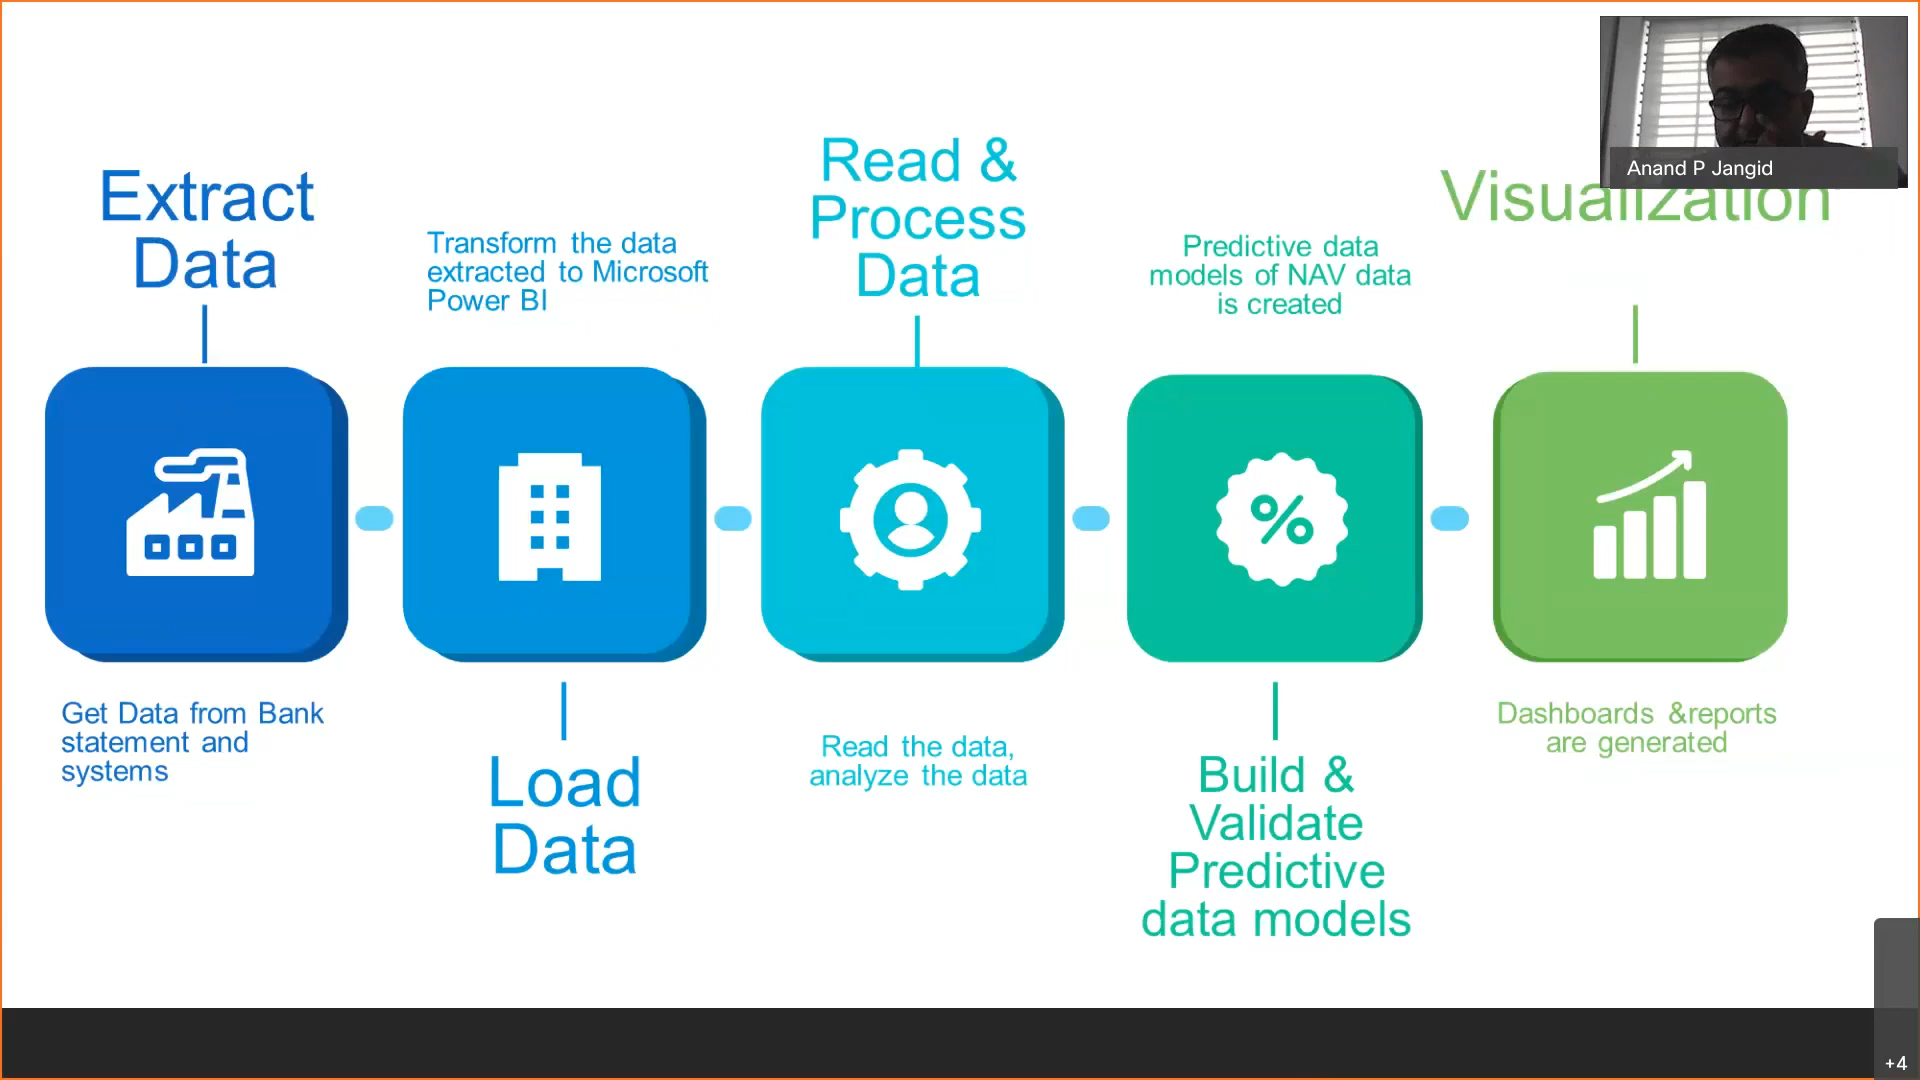 Anand P Jangid
Extract
Data
Get Data from Bank
statement and
systems
Transform the data
extracted to Microsoft
Power BI
Load
Data
Read &
Process
Data
Read the data,
analyze the data
Predictive data
models of NAV data
is created
Build &
Validate
Predictive
data models
Visualization
Dashboards &reports
are generated
+4